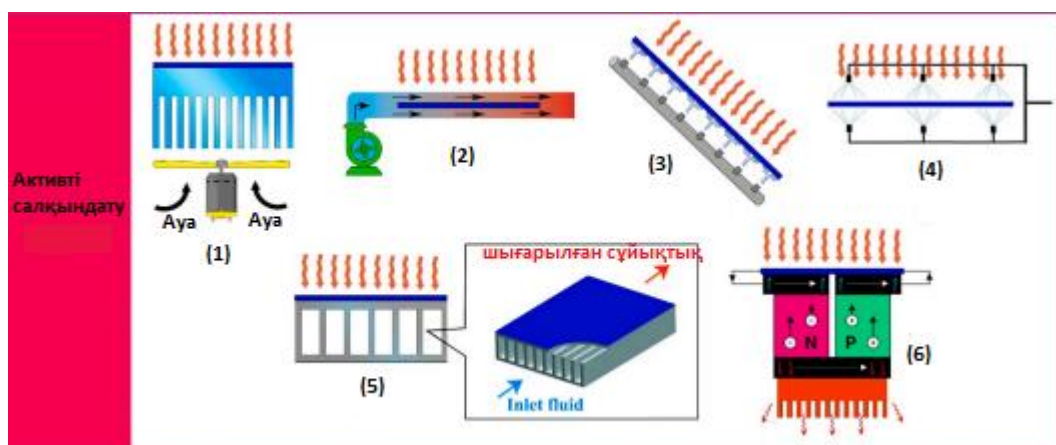 Активті
салқындату
Ауа
Ауа
(1)
(2)
(3)
(4)
шығарылған сұйықтық
Inlet fluid
(5)
N
P
(6)